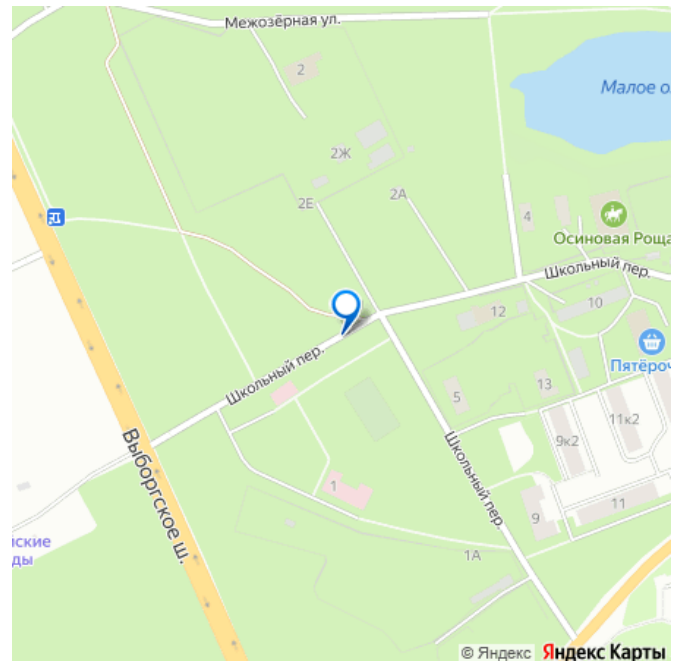 Межозёрная ул.
2
Малое о
2Ж
2Е
2А
4
Осиновая Роща
Школьный пер.
10
12
Пятёроч
Школьный пер.
5
13
11к2
9к2
Выборгское ш.
Школьный пер.
1
9
11
йские
ды
1А
© Яндекс Яндекс Карты